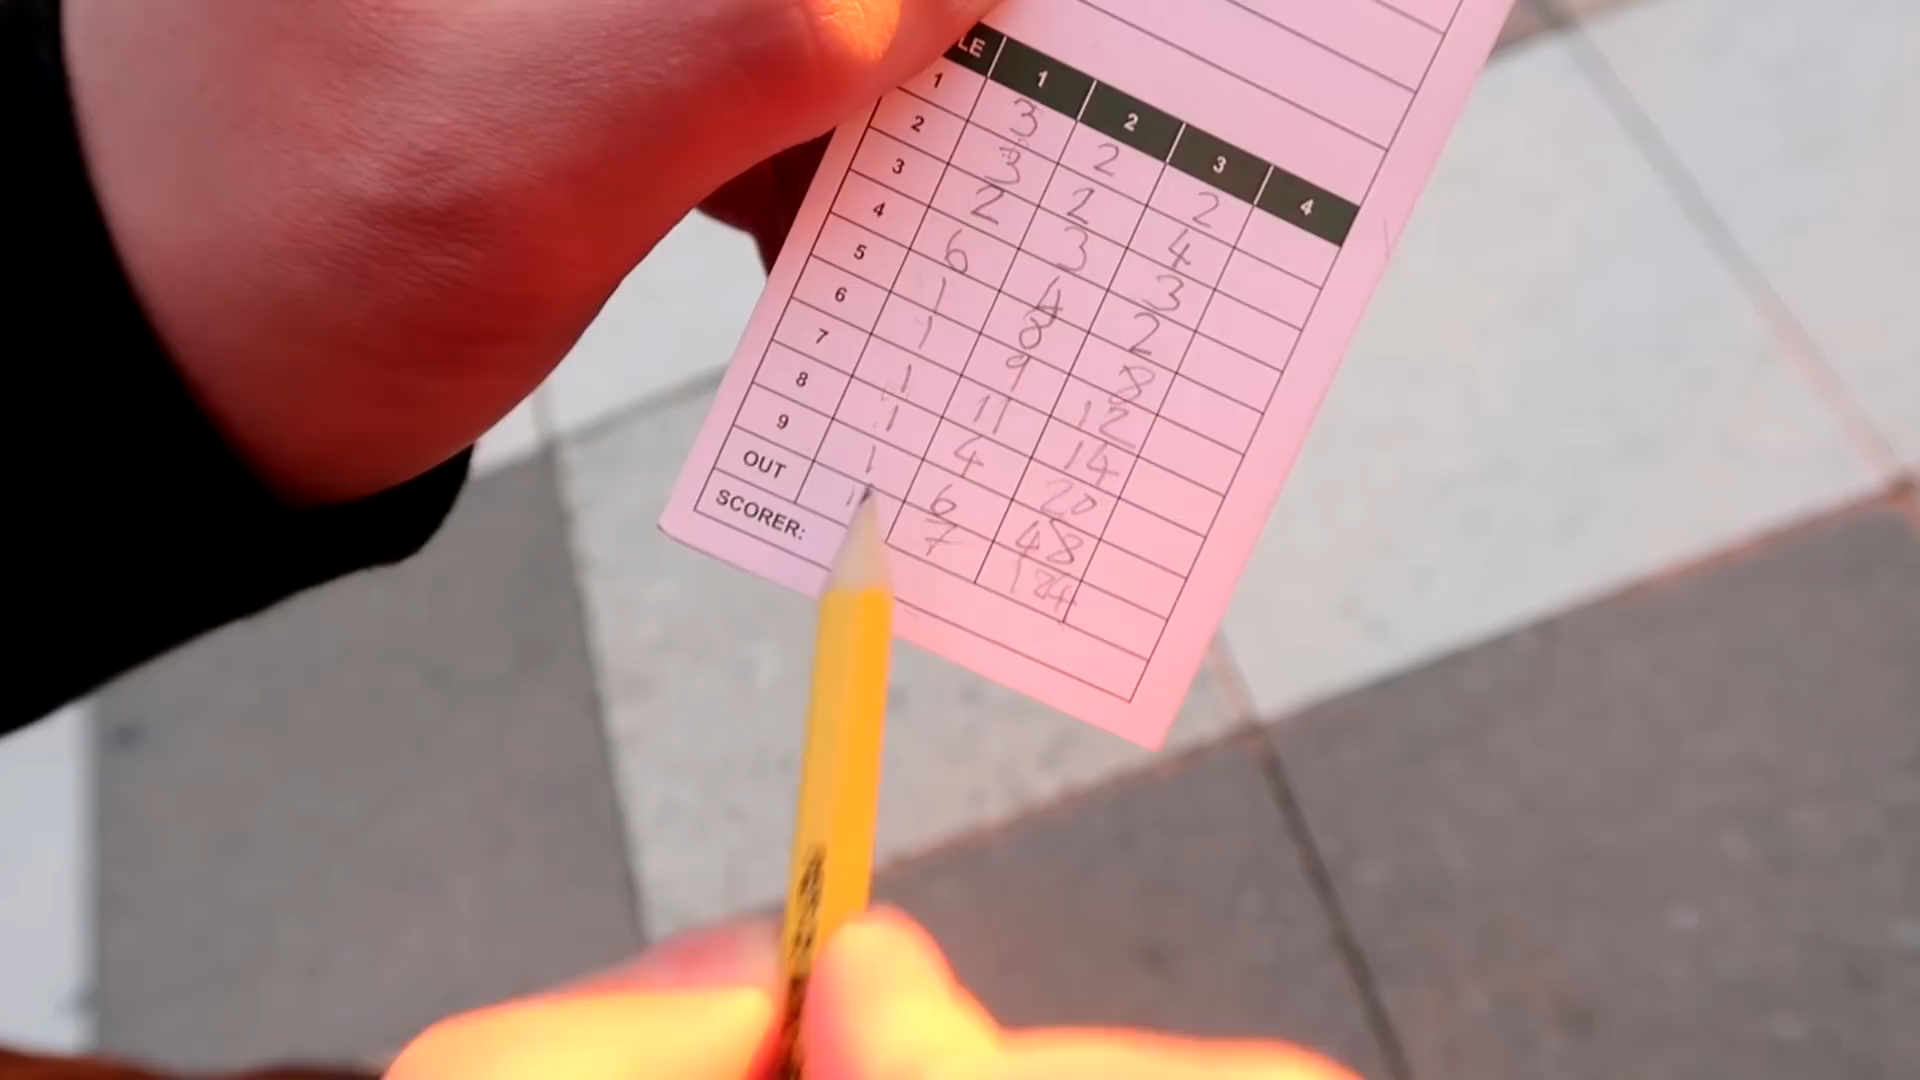 LE 1 2 3 4
1 3 2 2
2 3 2 4
3 2 3 3
4 6 4 2
5 1 8 8
6 1 9 12
7 1 11 14
8 1 4 20
9 1 6 48
OUT 7 184
SCORER: